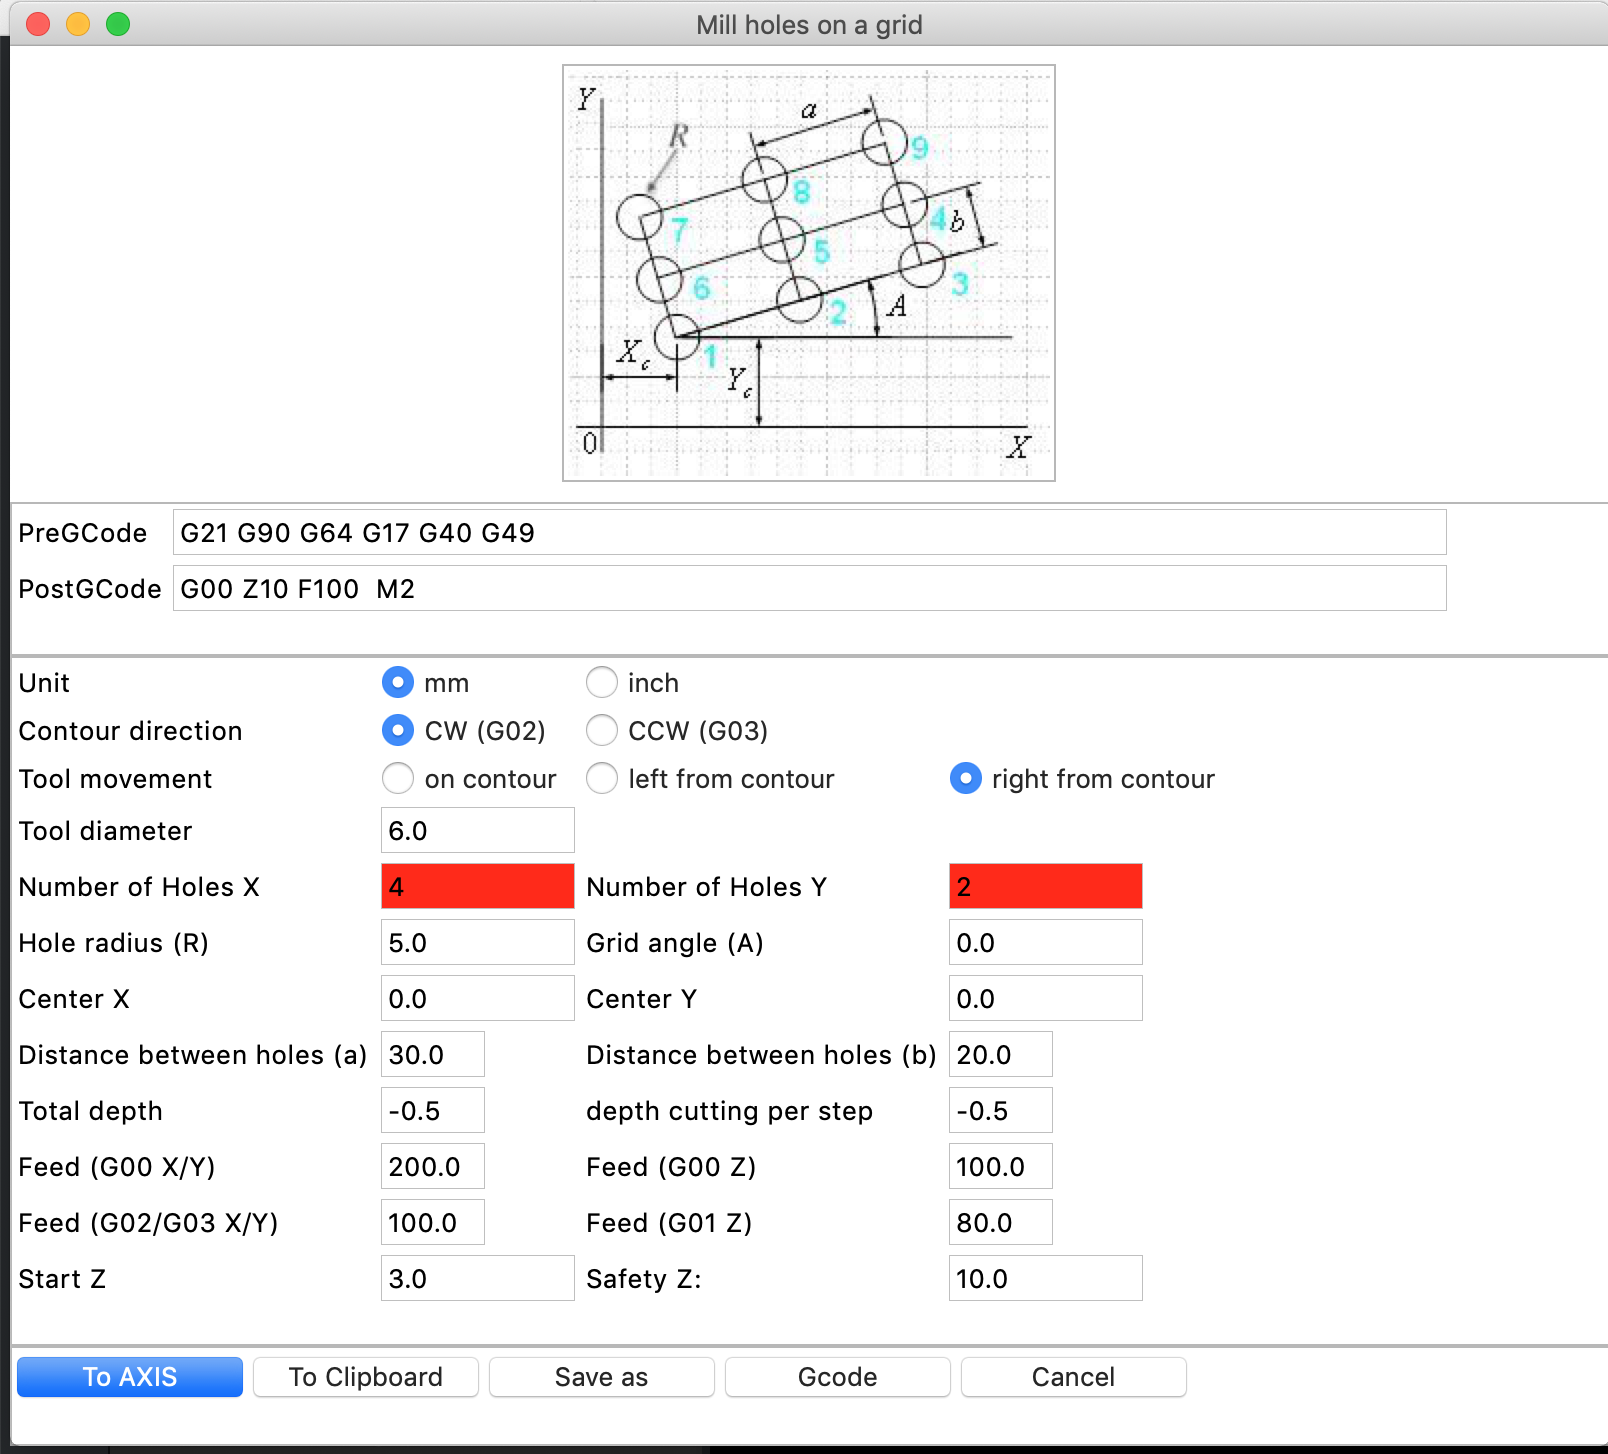 Mill holes on a grid
Y
a
R
9
8
7
4 b
5
6
3
2
A
1
Xc
Yc
0
X
PreGCode G21 G90 G64 G17 G40 G49
PostGCode G00 Z10 F100  M2
Unit mm inch
Contour direction CW (G02) CCW (G03)
Tool movement on contour left from contour right from contour
Tool diameter 6.0
Number of Holes X 4 Number of Holes Y 2
Hole radius (R) 5.0 Grid angle (A) 0.0
Center X 0.0 Center Y 0.0
Distance between holes (a) 30.0 Distance between holes (b) 20.0
Total depth -0.5 depth cutting per step -0.5
Feed (G00 X/Y) 200.0 Feed (G00 Z) 100.0
Feed (G02/G03 X/Y) 100.0 Feed (G01 Z) 80.0
Start Z 3.0 Safety Z: 10.0
To AXIS To Clipboard Save as Gcode Cancel